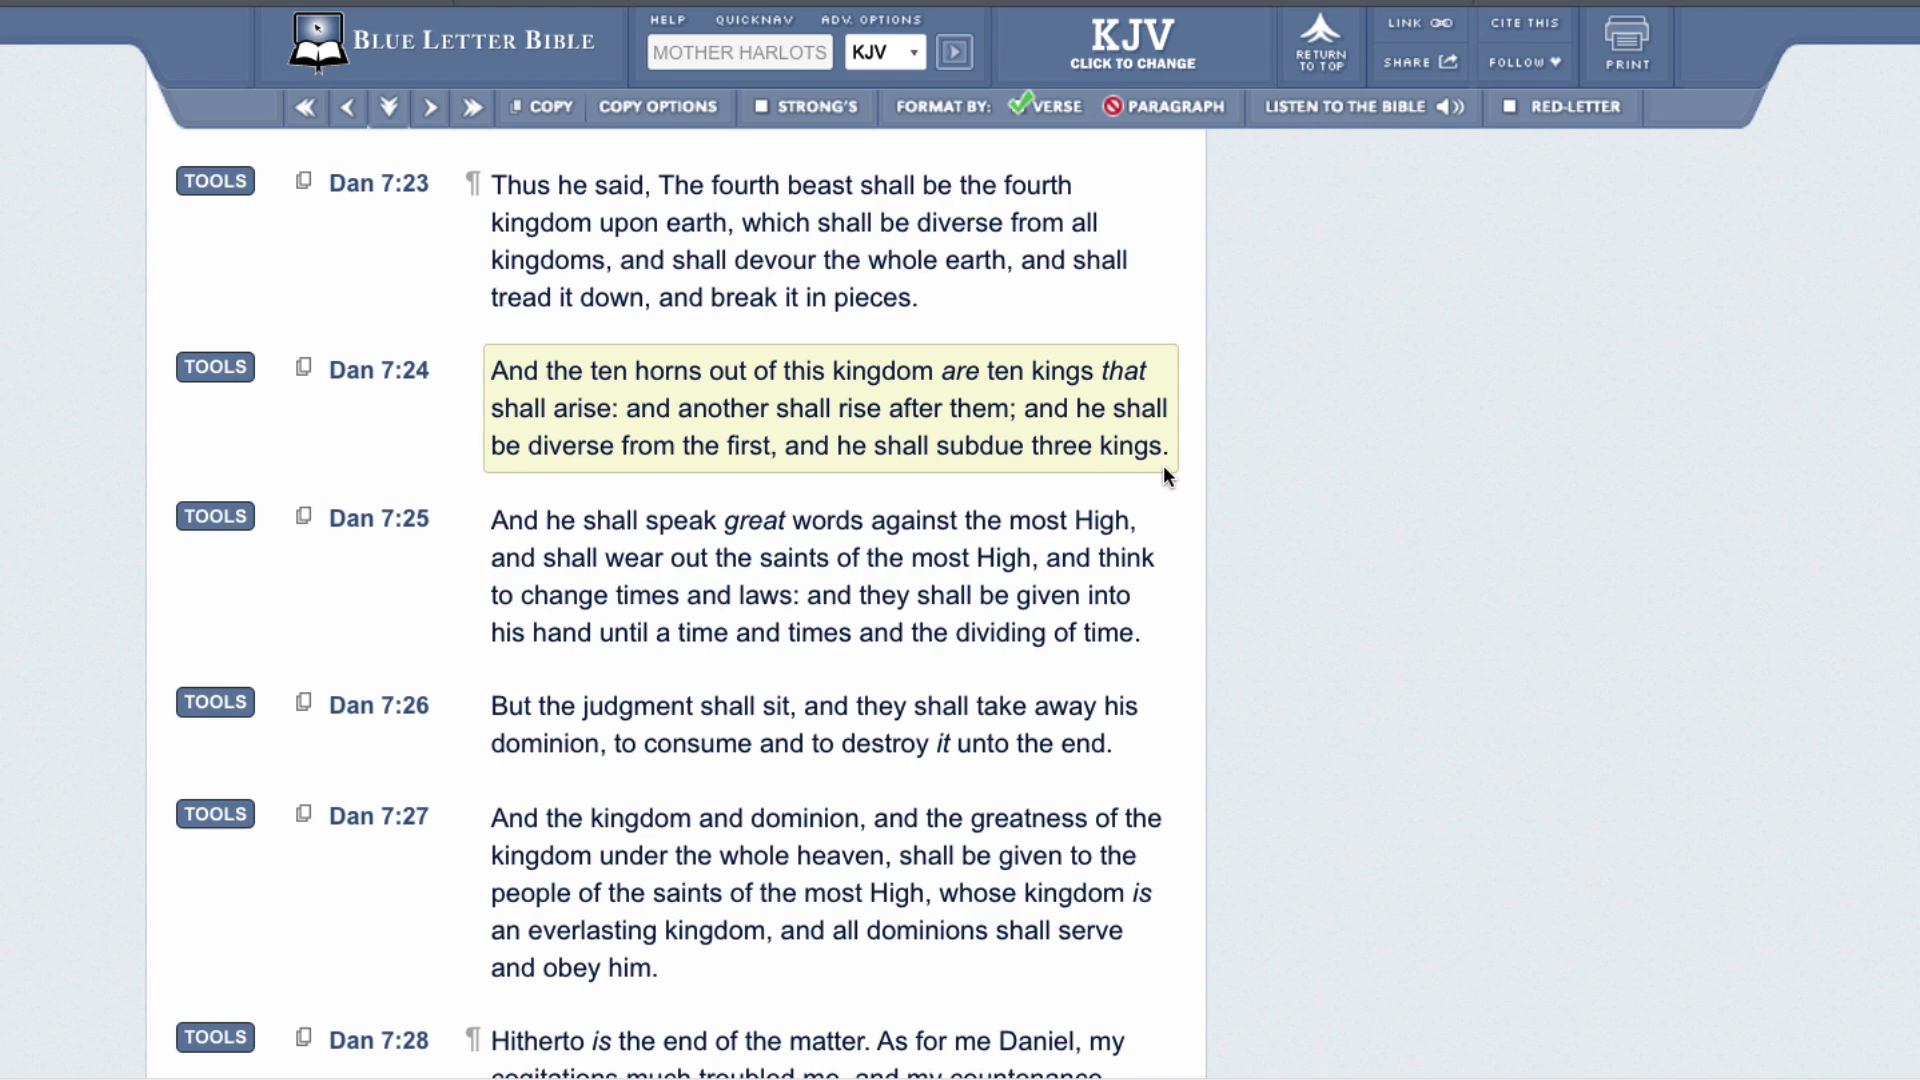 HELP QUICKNAV ADV. OPTIONS
BLUE LETTER BIBLE
MOTHER HARLOTS KJV
KJV
CLICK TO CHANGE
RETURN
TO TOP
LINK CITE THIS
SHARE FOLLOW
PRINT
COPY COPY OPTIONS STRONG'S FORMAT BY: VERSE PARAGRAPH LISTEN TO THE BIBLE RED-LETTER
TOOLS Dan 7:23 ¶ Thus he said, The fourth beast shall be the fourth
kingdom upon earth, which shall be diverse from all
kingdoms, and shall devour the whole earth, and shall
tread it down, and break it in pieces.
TOOLS Dan 7:24 And the ten horns out of this kingdom are ten kings that
shall arise: and another shall rise after them; and he shall
be diverse from the first, and he shall subdue three kings.
TOOLS Dan 7:25 And he shall speak great words against the most High,
and shall wear out the saints of the most High, and think
to change times and laws: and they shall be given into
his hand until a time and times and the dividing of time.
TOOLS Dan 7:26 But the judgment shall sit, and they shall take away his
dominion, to consume and to destroy it unto the end.
TOOLS Dan 7:27 And the kingdom and dominion, and the greatness of the
kingdom under the whole heaven, shall be given to the
people of the saints of the most High, whose kingdom is
an everlasting kingdom, and all dominions shall serve
and obey him.
TOOLS Dan 7:28 ¶ Hitherto is the end of the matter. As for me Daniel, my
cogitations much troubled me, and my countenance